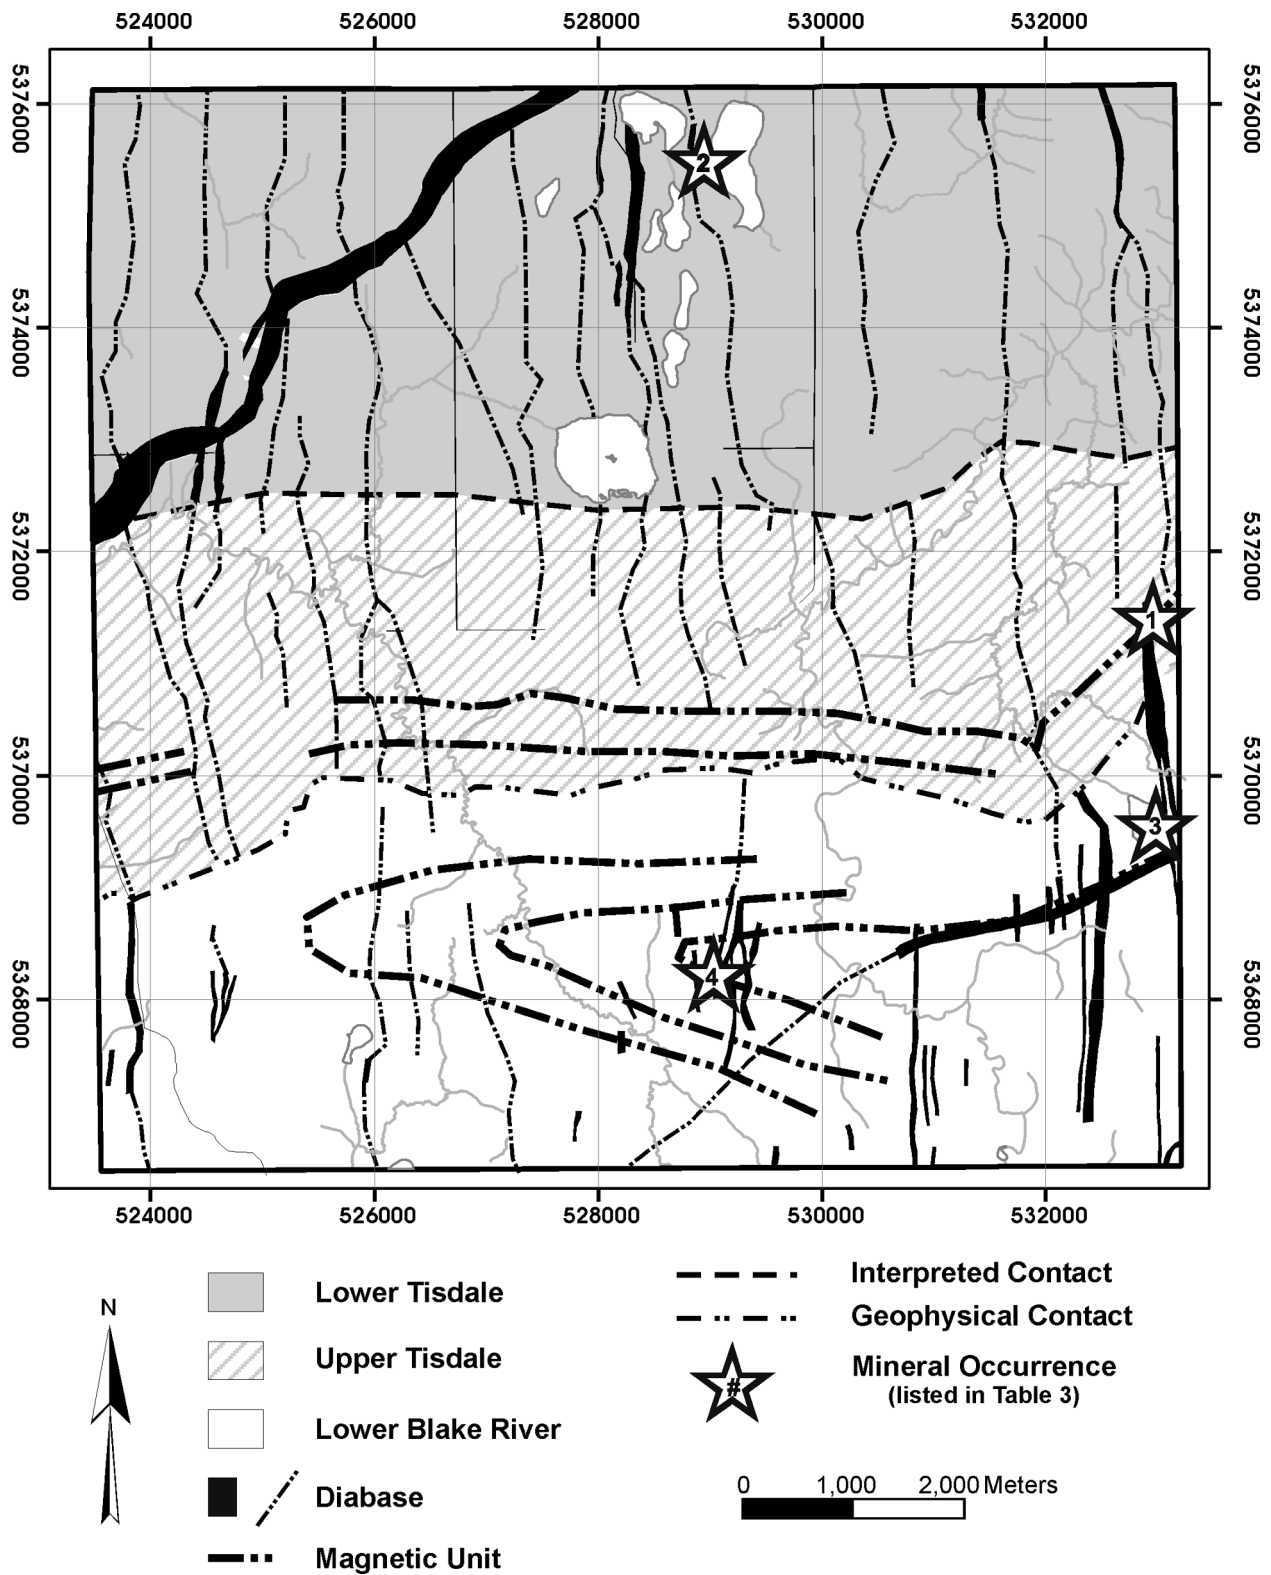 524000 526000 528000 530000 532000
5376000 5376000
2
5374000 5374000
5372000 5372000
1
5370000 5370000
3
4
5368000 5368000
524000 526000 528000 530000 532000
N
Lower Tisdale
Upper Tisdale
Lower Blake River
Diabase
Magnetic Unit
Interpreted Contact
Geophysical Contact
#
Mineral Occurrence
(listed in Table 3)
0 1,000 2,000 Meters